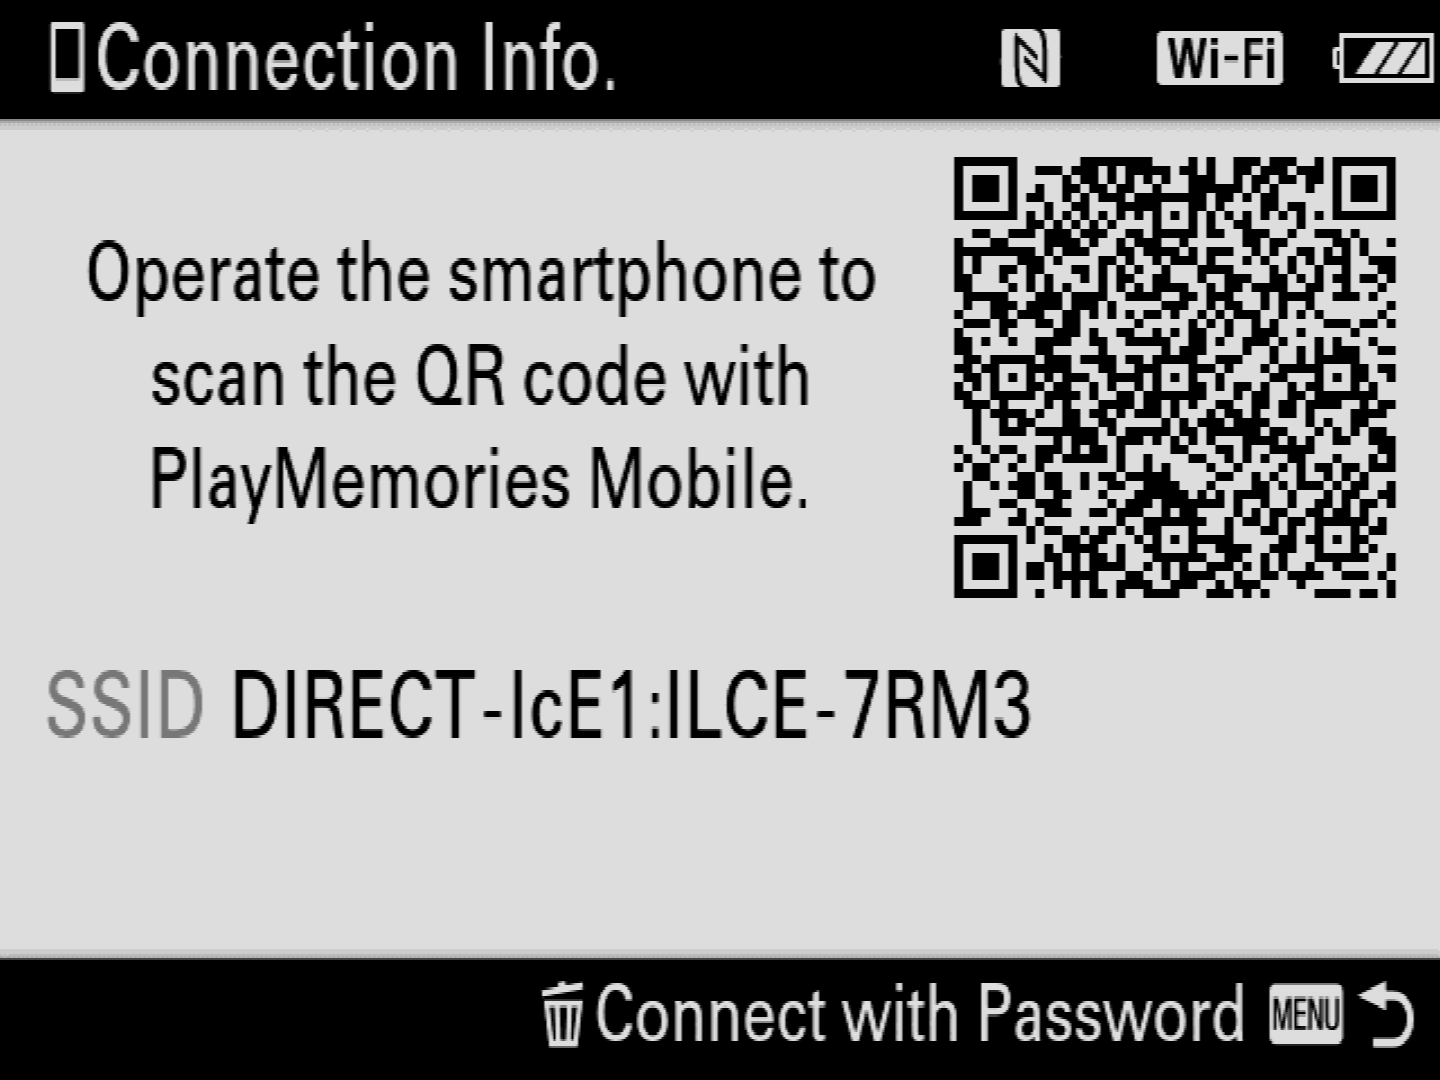 Connection Info.
Wi-Fi
Operate the smartphone to
scan the QR code with
PlayMemories Mobile.
SSID DIRECT-IcE1:ILCE-7RM3
Connect with Password MENU